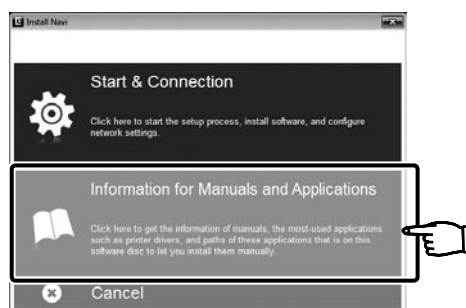 Install Navi
Start & Connection
Click here to start the setup process, install software, and configure
network settings.
Information for Manuals and Applications
Click here to get the information of manuals, the most-used applications
such as printer drivers, and paths of these applications that is on this
software disc to let you install them manually.
Cancel